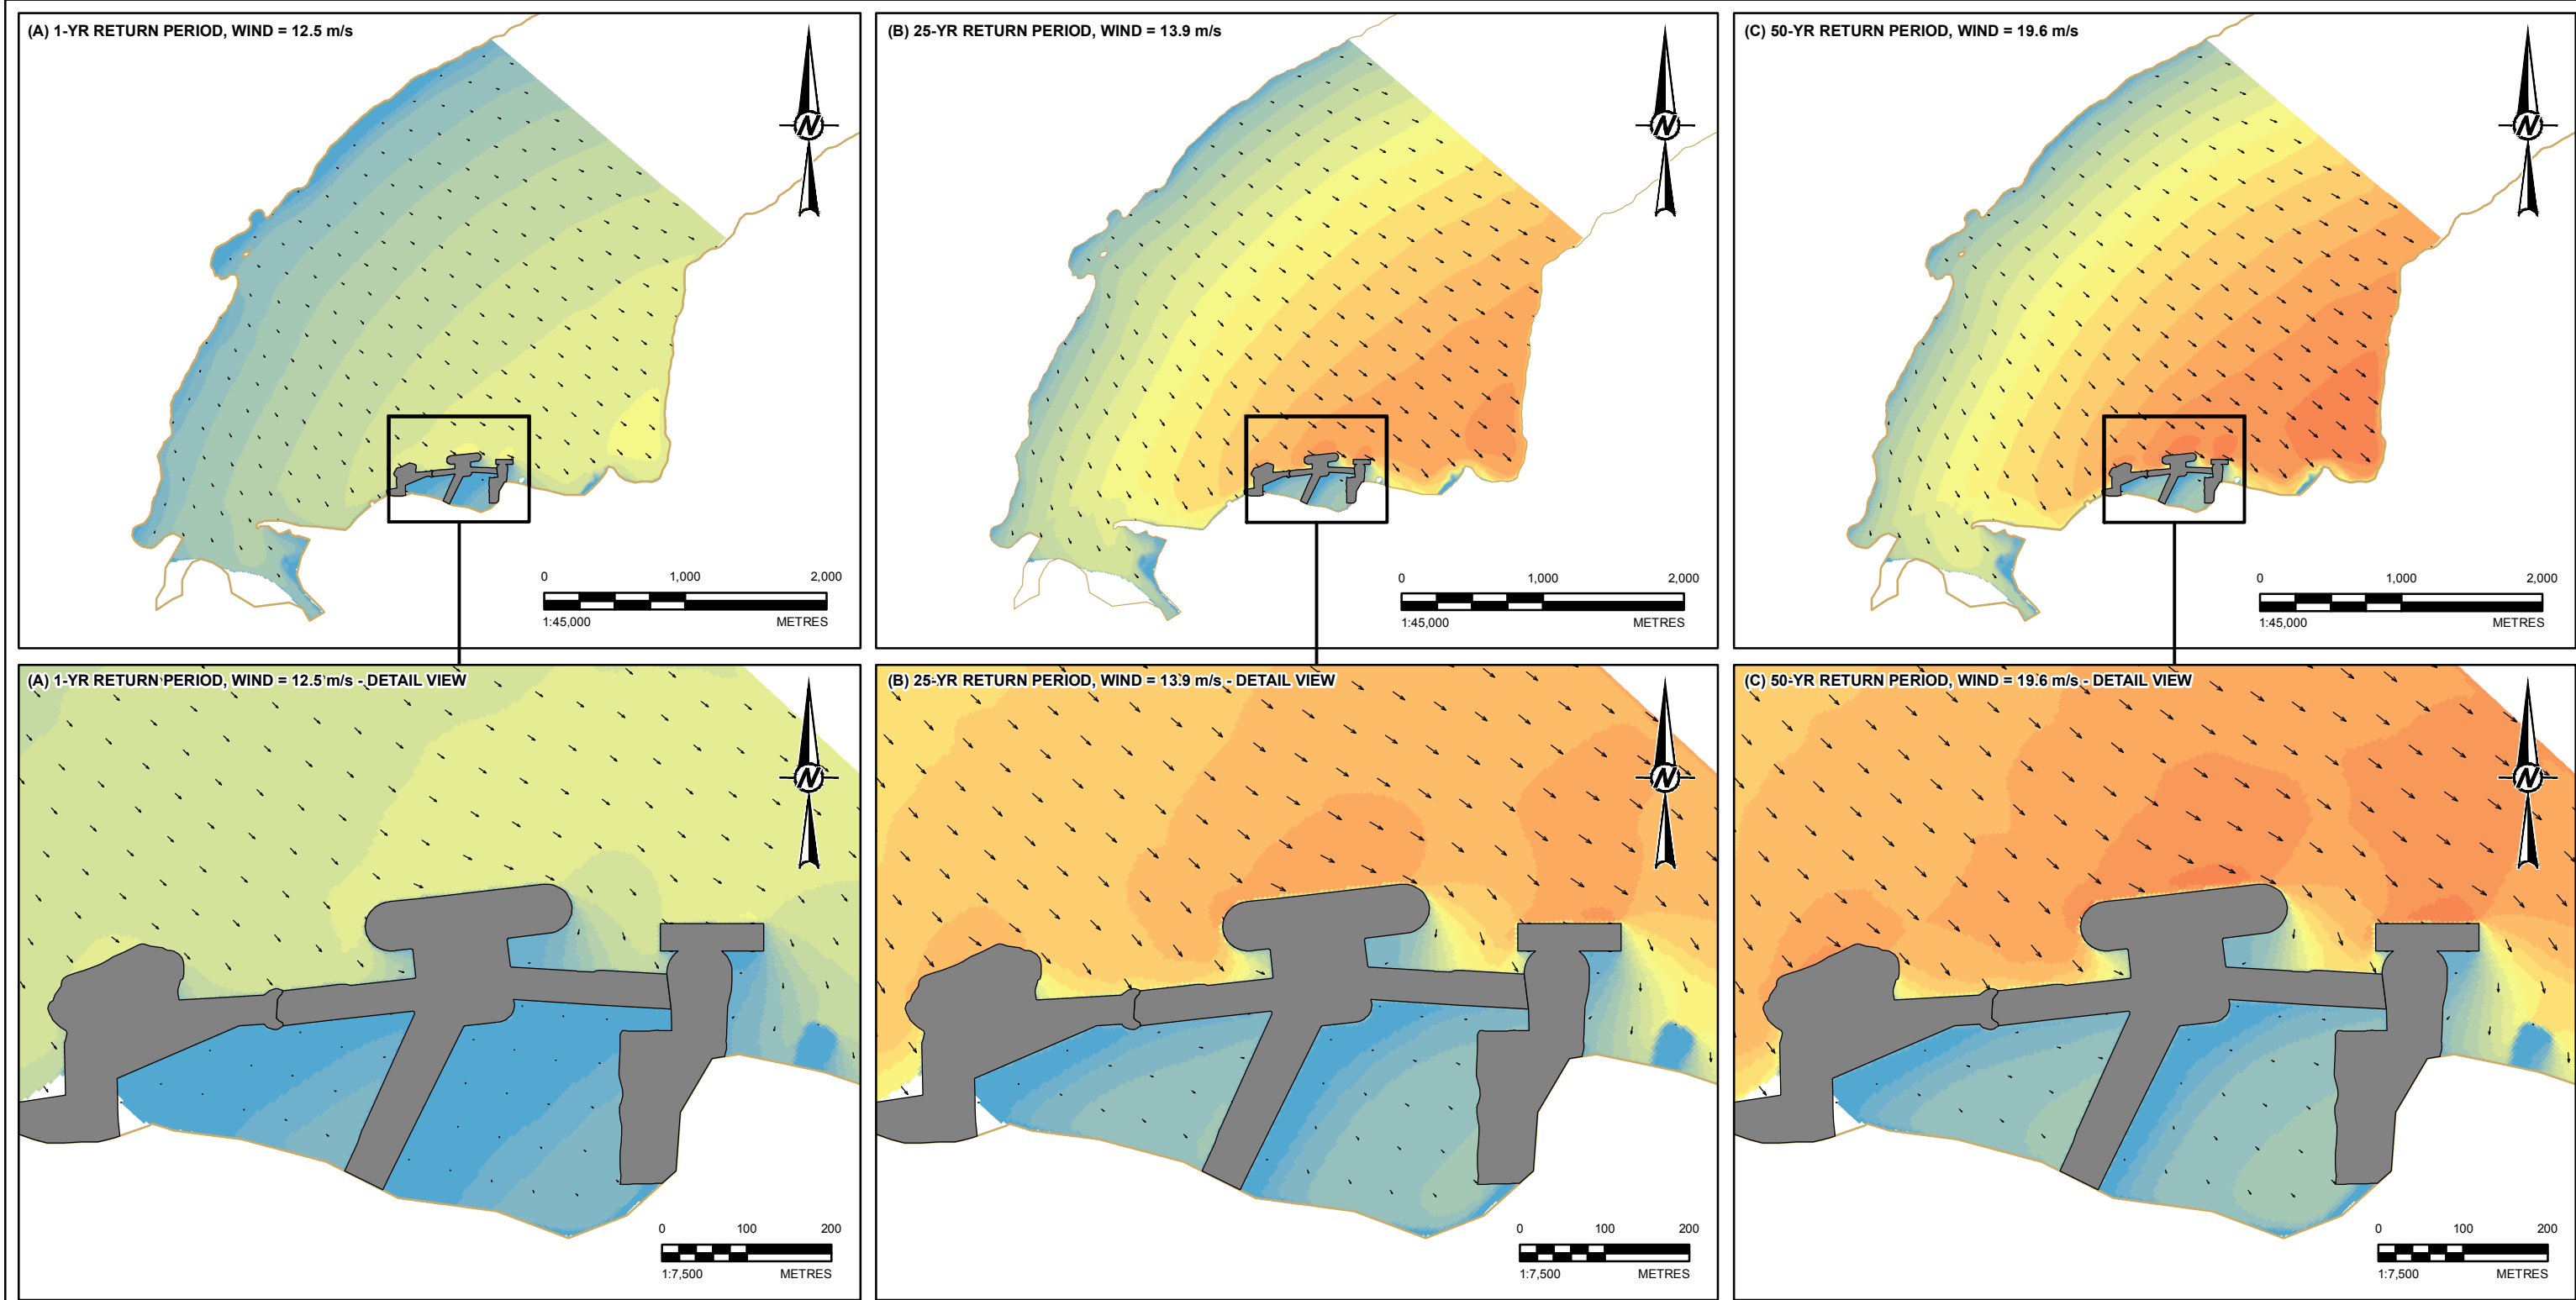 (A) 1-YR RETURN PERIOD, WIND = 12.5 m/s
N
0 1,000 2,000
1:45,000 METRES
(B) 25-YR RETURN PERIOD, WIND = 13.9 m/s
N
0 1,000 2,000
1:45,000 METRES
(C) 50-YR RETURN PERIOD, WIND = 19.6 m/s
N
0 1,000 2,000
1:45,000 METRES
(A) 1-YR RETURN PERIOD, WIND = 12.5 m/s - DETAIL VIEW
N
0 100 200
1:7,500 METRES
(B) 25-YR RETURN PERIOD, WIND = 13.9 m/s - DETAIL VIEW
N
0 100 200
1:7,500 METRES
(C) 50-YR RETURN PERIOD, WIND = 19.6 m/s - DETAIL VIEW
N
0 100 200
1:7,500 METRES